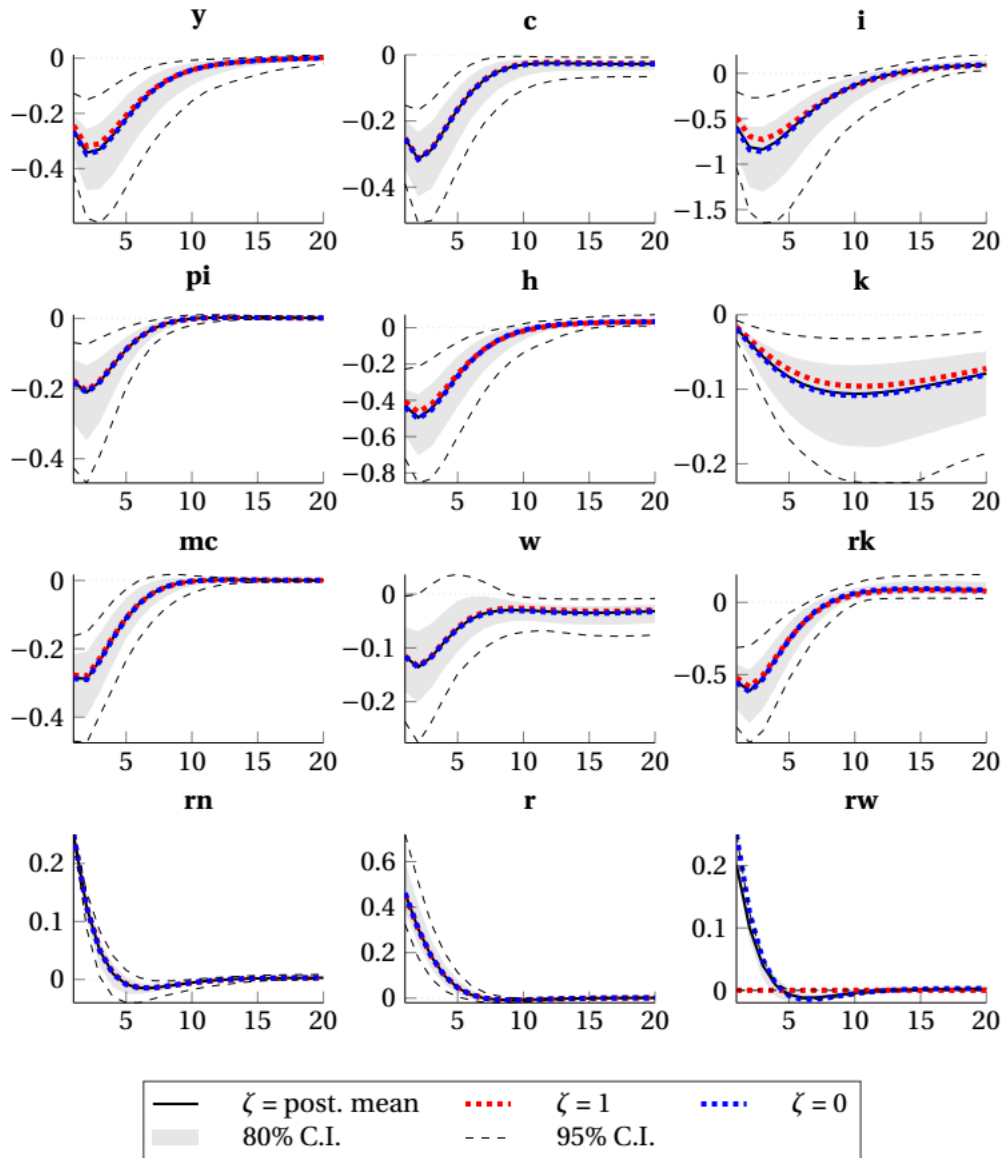 y c i
0 0 0
−0.2 −0.2 −0.5
−0.4 −0.4 −1
−1.5
5 10 15 20 5 10 15 20 5 10 15 20
pi h k
0 0 0
−0.2 −0.2 −0.1
−0.4 −0.4 −0.2
−0.6
−0.8
5 10 15 20 5 10 15 20 5 10 15 20
mc w rk
0 0 0
−0.2 −0.1 −0.5
−0.4 −0.2
5 10 15 20 5 10 15 20 5 10 15 20
rn r rw
0.2 0.6 0.2
0.1 0.4 0.1
0 0.2 0
0
5 10 15 20 5 10 15 20 5 10 15 20
ζ = post. mean ζ = 1 ζ = 0
80% C.I. 95% C.I.